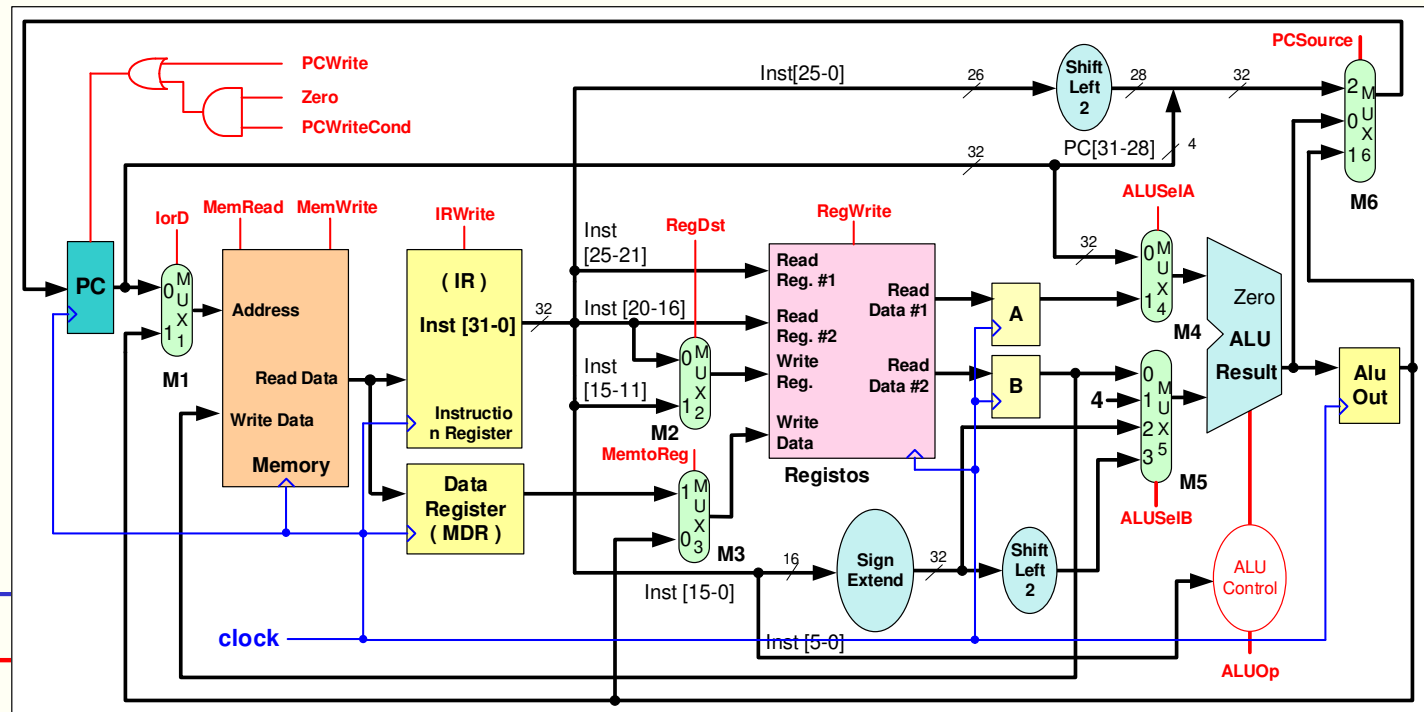 PCWrite
Zero
PCWriteCond
Inst[25-0]
26
Shift
Left
2
28
32
PCSource
2
0
1
M
U
X
6
M6
32
PC[31-28]
4
IorD
MemRead
MemWrite
IRWrite
RegDst
RegWrite
ALUSelA
PC
0
1
M
U
X
1
M1
Address
Read Data
Write Data
Memory
( IR )
Inst [31-0]
Instructio
n Register
32
Data
Register
( MDR )
Inst
[25-21]
Inst [20-16]
Inst
[15-11]
0
1
M
U
X
2
M2
MemtoReg
1
0
M
U
X
3
M3
Read
Reg. #1
Read
Reg. #2
Write
Reg.
Write
Data
Read
Data #1
Read
Data #2
Registos
A
B
32
0
1
M
U
X
4
M4
4
0
1
2
3
M
U
X
5
M5
ALUSelB
Zero
ALU
Result
Alu
Out
16
Inst [15-0]
Sign
Extend
32
Shift
Left
2
ALU
Control
ALUOp
clock
Inst [5-0]